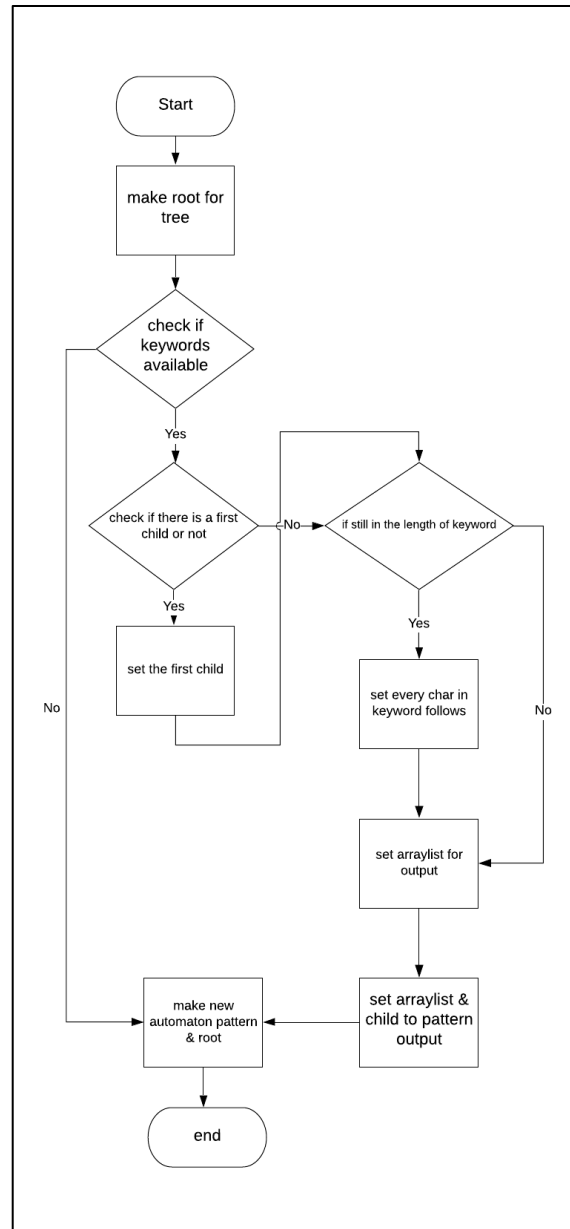 Start
make root for
tree
check if
keywords
available
Yes
check if there is a first
child or not
No
if still in the length of keyword
Yes
set the first child
Yes
set every char in
keyword follows
No
No
set arraylist for
output
make new
automaton pattern
& root
set arraylist &
child to pattern
output
end